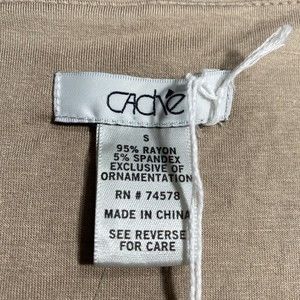 CACHÉ
S
95% RAYON
5% SPANDEX
EXCLUSIVE OF
ORNAMENTATION
RN # 74578
MADE IN CHINA
SEE REVERSE
FOR CARE